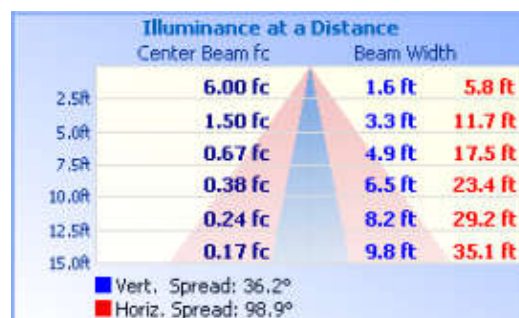 Illuminance at a Distance
Center Beam fc Beam Width
2.5ft 6.00 fc 1.6 ft 5.8 ft
5.0ft 1.50 fc 3.3 ft 11.7 ft
7.5ft 0.67 fc 4.9 ft 17.5 ft
10.0ft 0.38 fc 6.5 ft 23.4 ft
12.5ft 0.24 fc 8.2 ft 29.2 ft
15.0ft 0.17 fc 9.8 ft 35.1 ft
Vert. Spread: 36.2°
Horiz. Spread: 98.9°